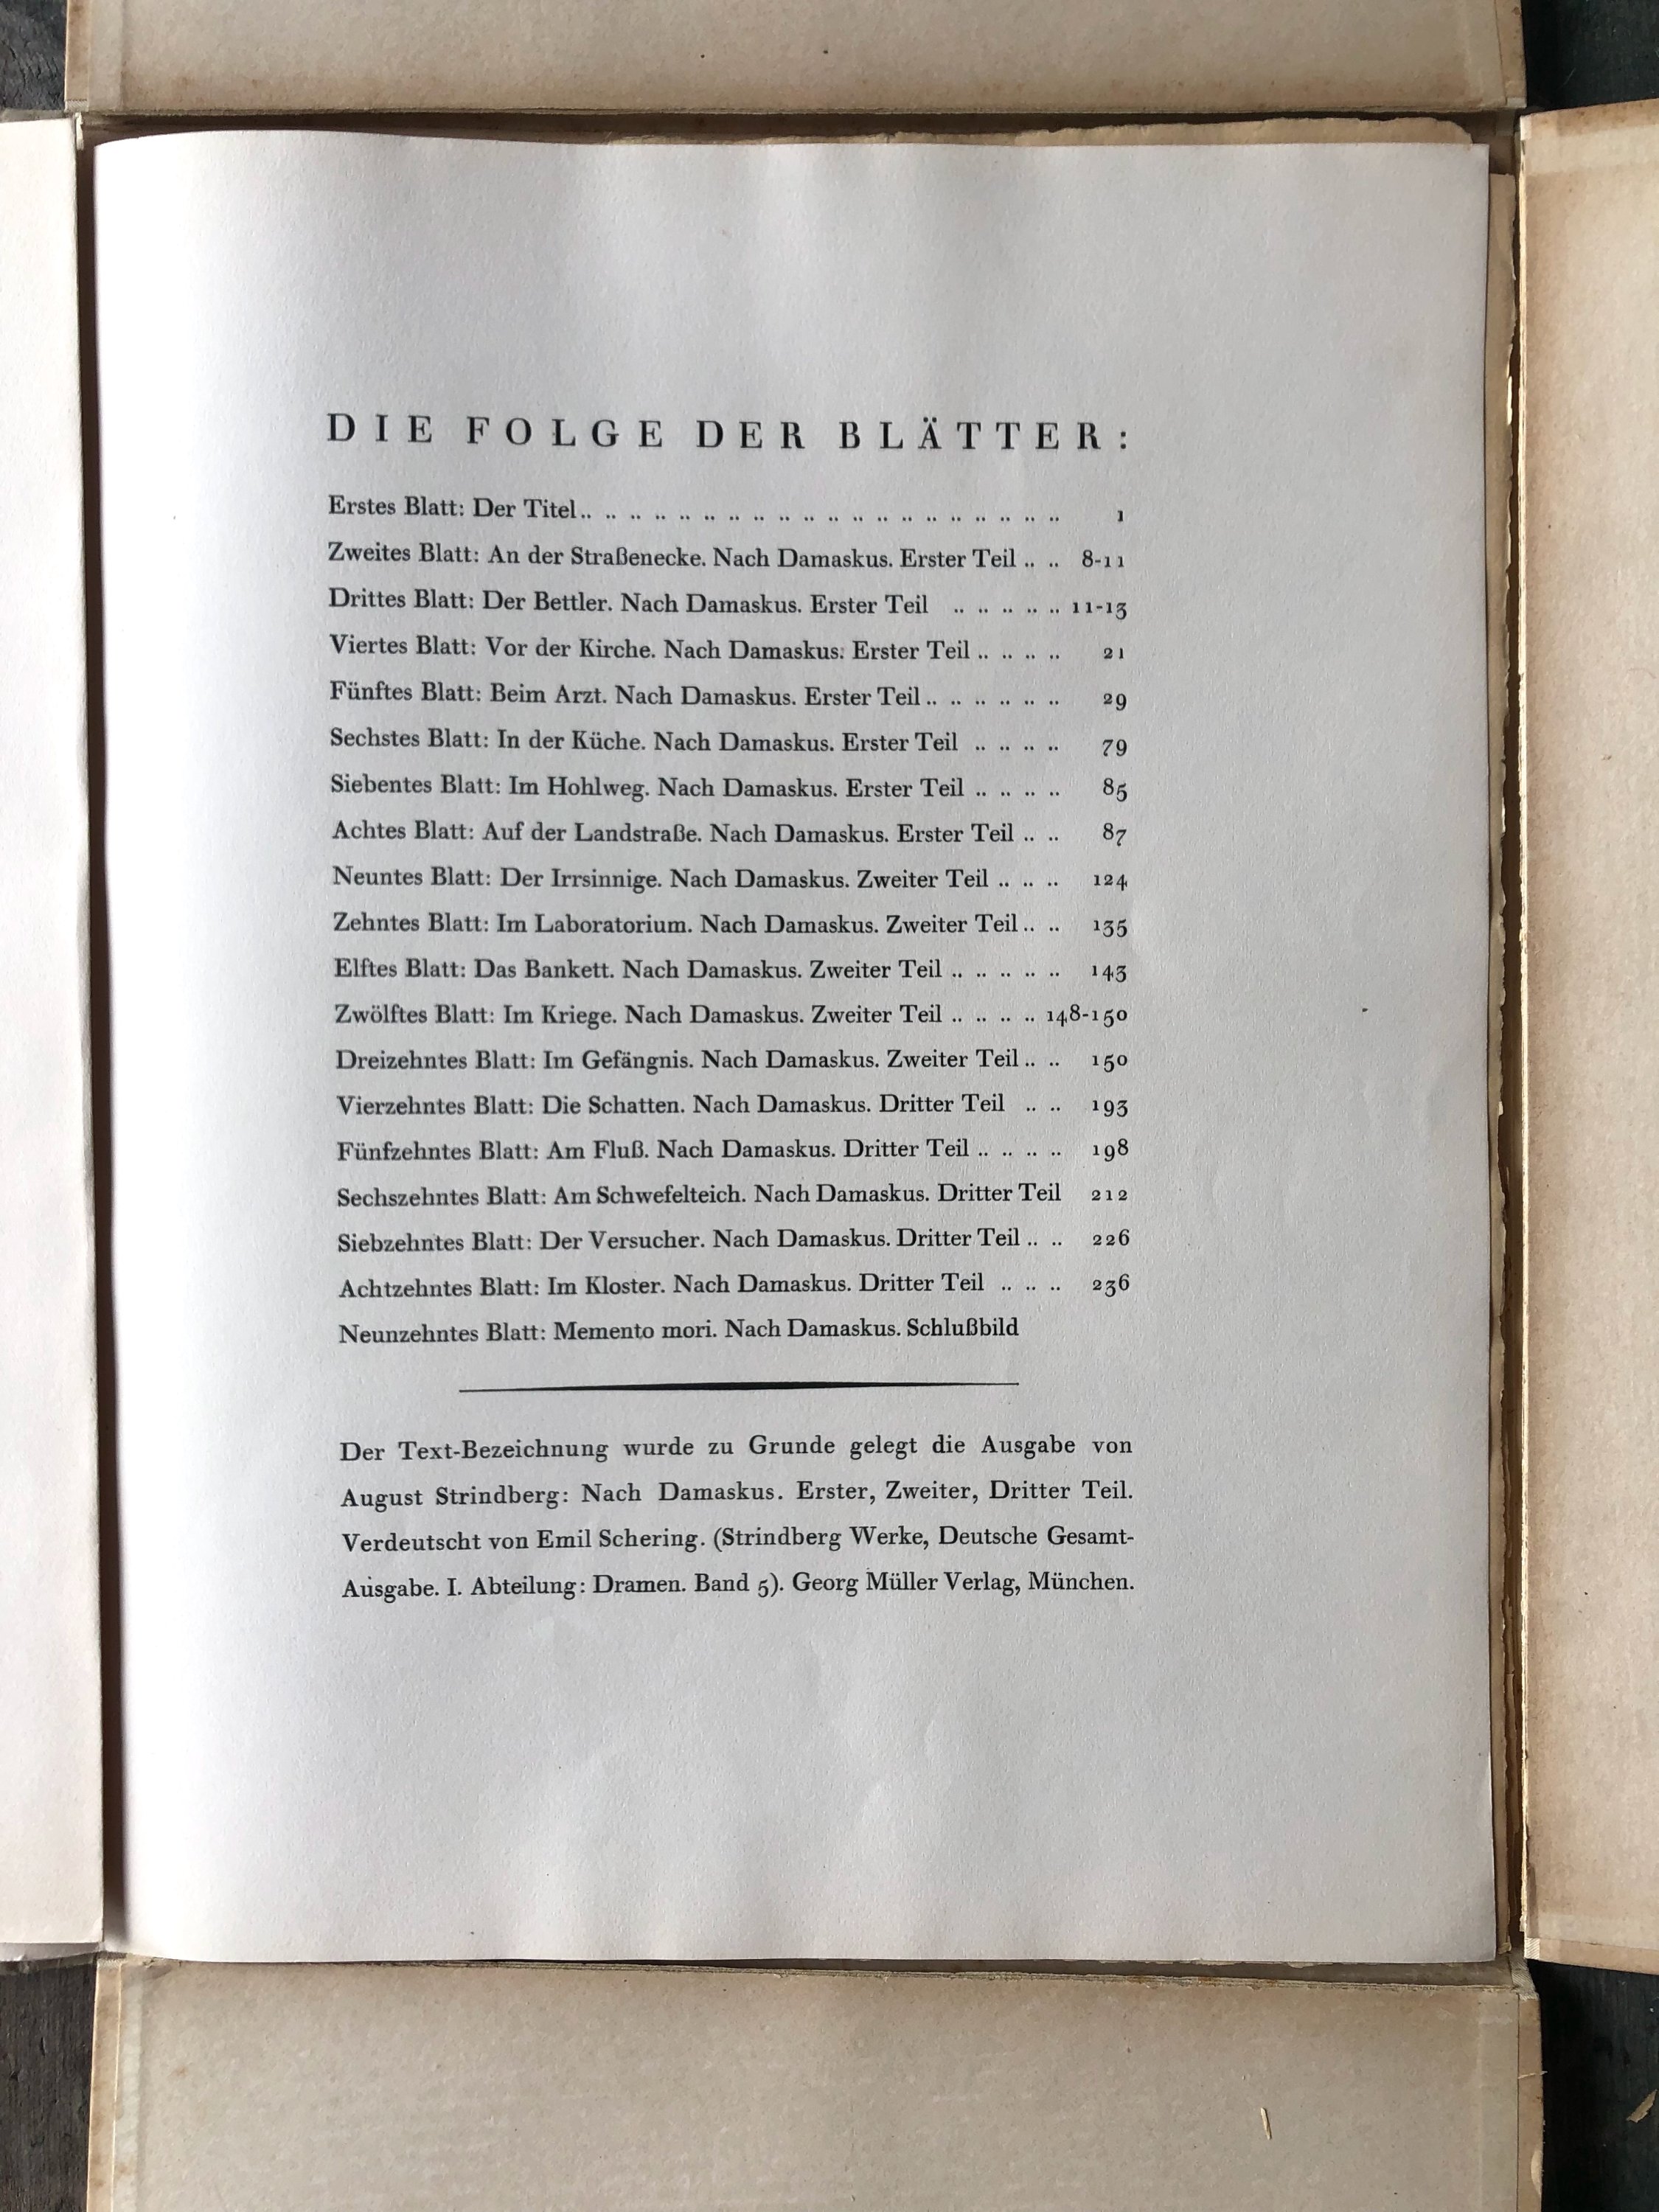 DIE FOLGE DER BLÄTTER:
Erstes Blatt: Der Titel.. .. .. .. .. .. .. .. .. .. .. .. .. .. .. .. .. .. .. .. 1
Zweites Blatt: An der Straßenecke. Nach Damaskus. Erster Teil .. .. 8-11
Drittes Blatt: Der Bettler. Nach Damaskus. Erster Teil .. .. .. .. .. 11-13
Viertes Blatt: Vor der Kirche. Nach Damaskus. Erster Teil .. .. .. .. 21
Fünftes Blatt: Beim Arzt. Nach Damaskus. Erster Teil .. .. .. .. .. .. 29
Sechstes Blatt: In der Küche. Nach Damaskus. Erster Teil .. .. .. .. 79
Siebentes Blatt: Im Hohlweg. Nach Damaskus. Erster Teil .. .. .. .. 85
Achtes Blatt: Auf der Landstraße. Nach Damaskus. Erster Teil .. .. 87
Neuntes Blatt: Der Irrsinnige. Nach Damaskus. Zweiter Teil .. .. .. 124
Zehntes Blatt: Im Laboratorium. Nach Damaskus. Zweiter Teil .. .. 135
Elftes Blatt: Das Bankett. Nach Damaskus. Zweiter Teil .. .. .. .. .. 143
Zwölftes Blatt: Im Kriege. Nach Damaskus. Zweiter Teil .. .. .. .. 148-150
Dreizehntes Blatt: Im Gefängnis. Nach Damaskus. Zweiter Teil .. .. 150
Vierzehntes Blatt: Die Schatten. Nach Damaskus. Dritter Teil .. .. 193
Fünfzehntes Blatt: Am Fluß. Nach Damaskus. Dritter Teil .. .. .. .. 198
Sechszehntes Blatt: Am Schwefelteich. Nach Damaskus. Dritter Teil 212
Siebzehntes Blatt: Der Versucher. Nach Damaskus. Dritter Teil .. .. 226
Achtzehntes Blatt: Im Kloster. Nach Damaskus. Dritter Teil .. .. .. 236
Neunzehntes Blatt: Memento mori. Nach Damaskus. Schlußbild
Der Text-Bezeichnung wurde zu Grunde gelegt die Ausgabe von
August Strindberg: Nach Damaskus. Erster, Zweiter, Dritter Teil.
Verdeutscht von Emil Schering. (Strindberg Werke, Deutsche Gesamt-
Ausgabe. I. Abteilung: Dramen. Band 5). Georg Müller Verlag, München.